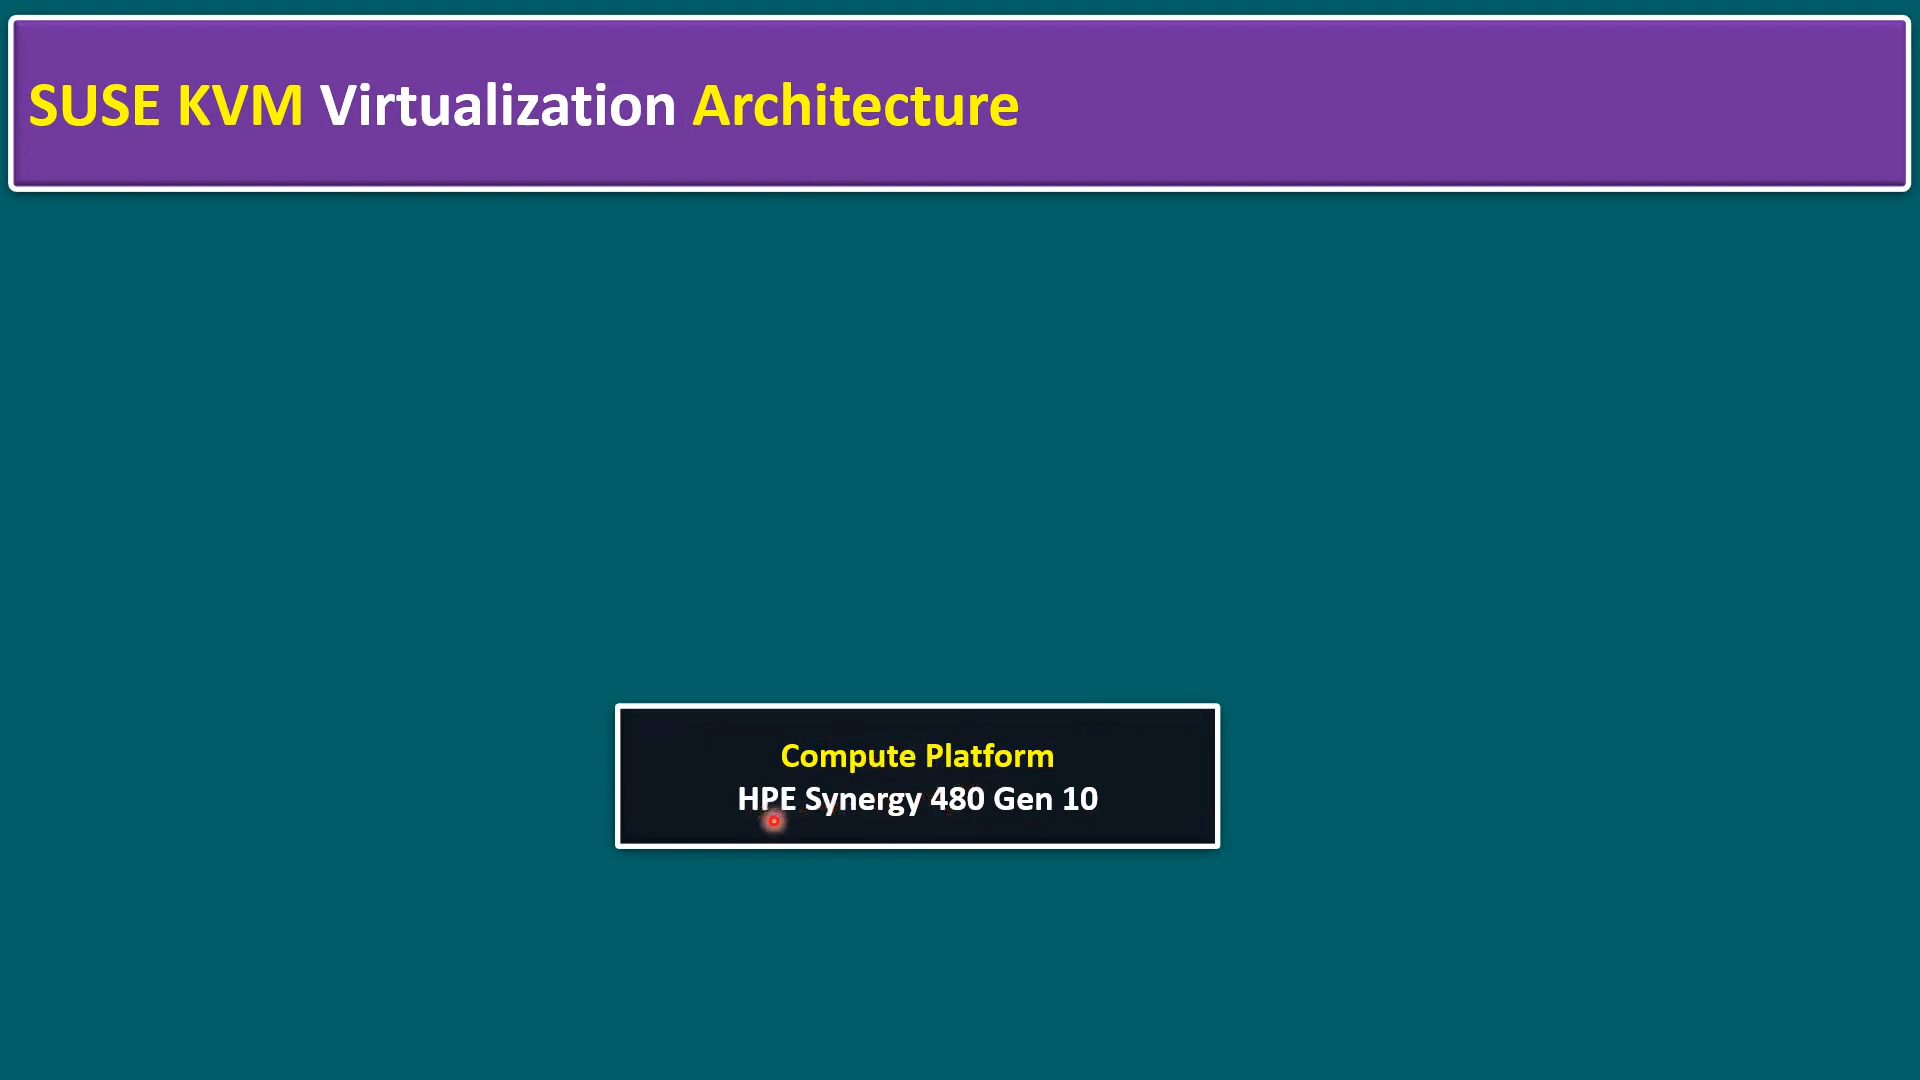 SUSE KVM Virtualization Architecture
Compute Platform
HPE Synergy 480 Gen 10